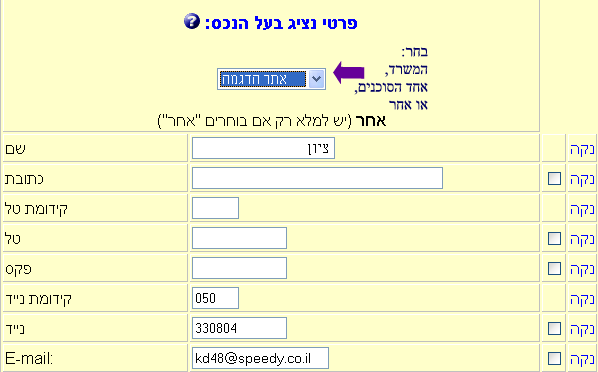 פרטי נציג בעל הנכס: ?
בחר:
המשרד,
אחד הסוכנים,
או אחר
אתר הדגמה
אחר (יש למלא רק אם בוחרים "אחר")
נקה ציון שם
נקה כתובת
נקה קידומת טל
נקה טל
נקה פקס
נקה 050 קידומת נייד
נקה 330804 נייד
נקה kd48@speedy.co.il E-mail: